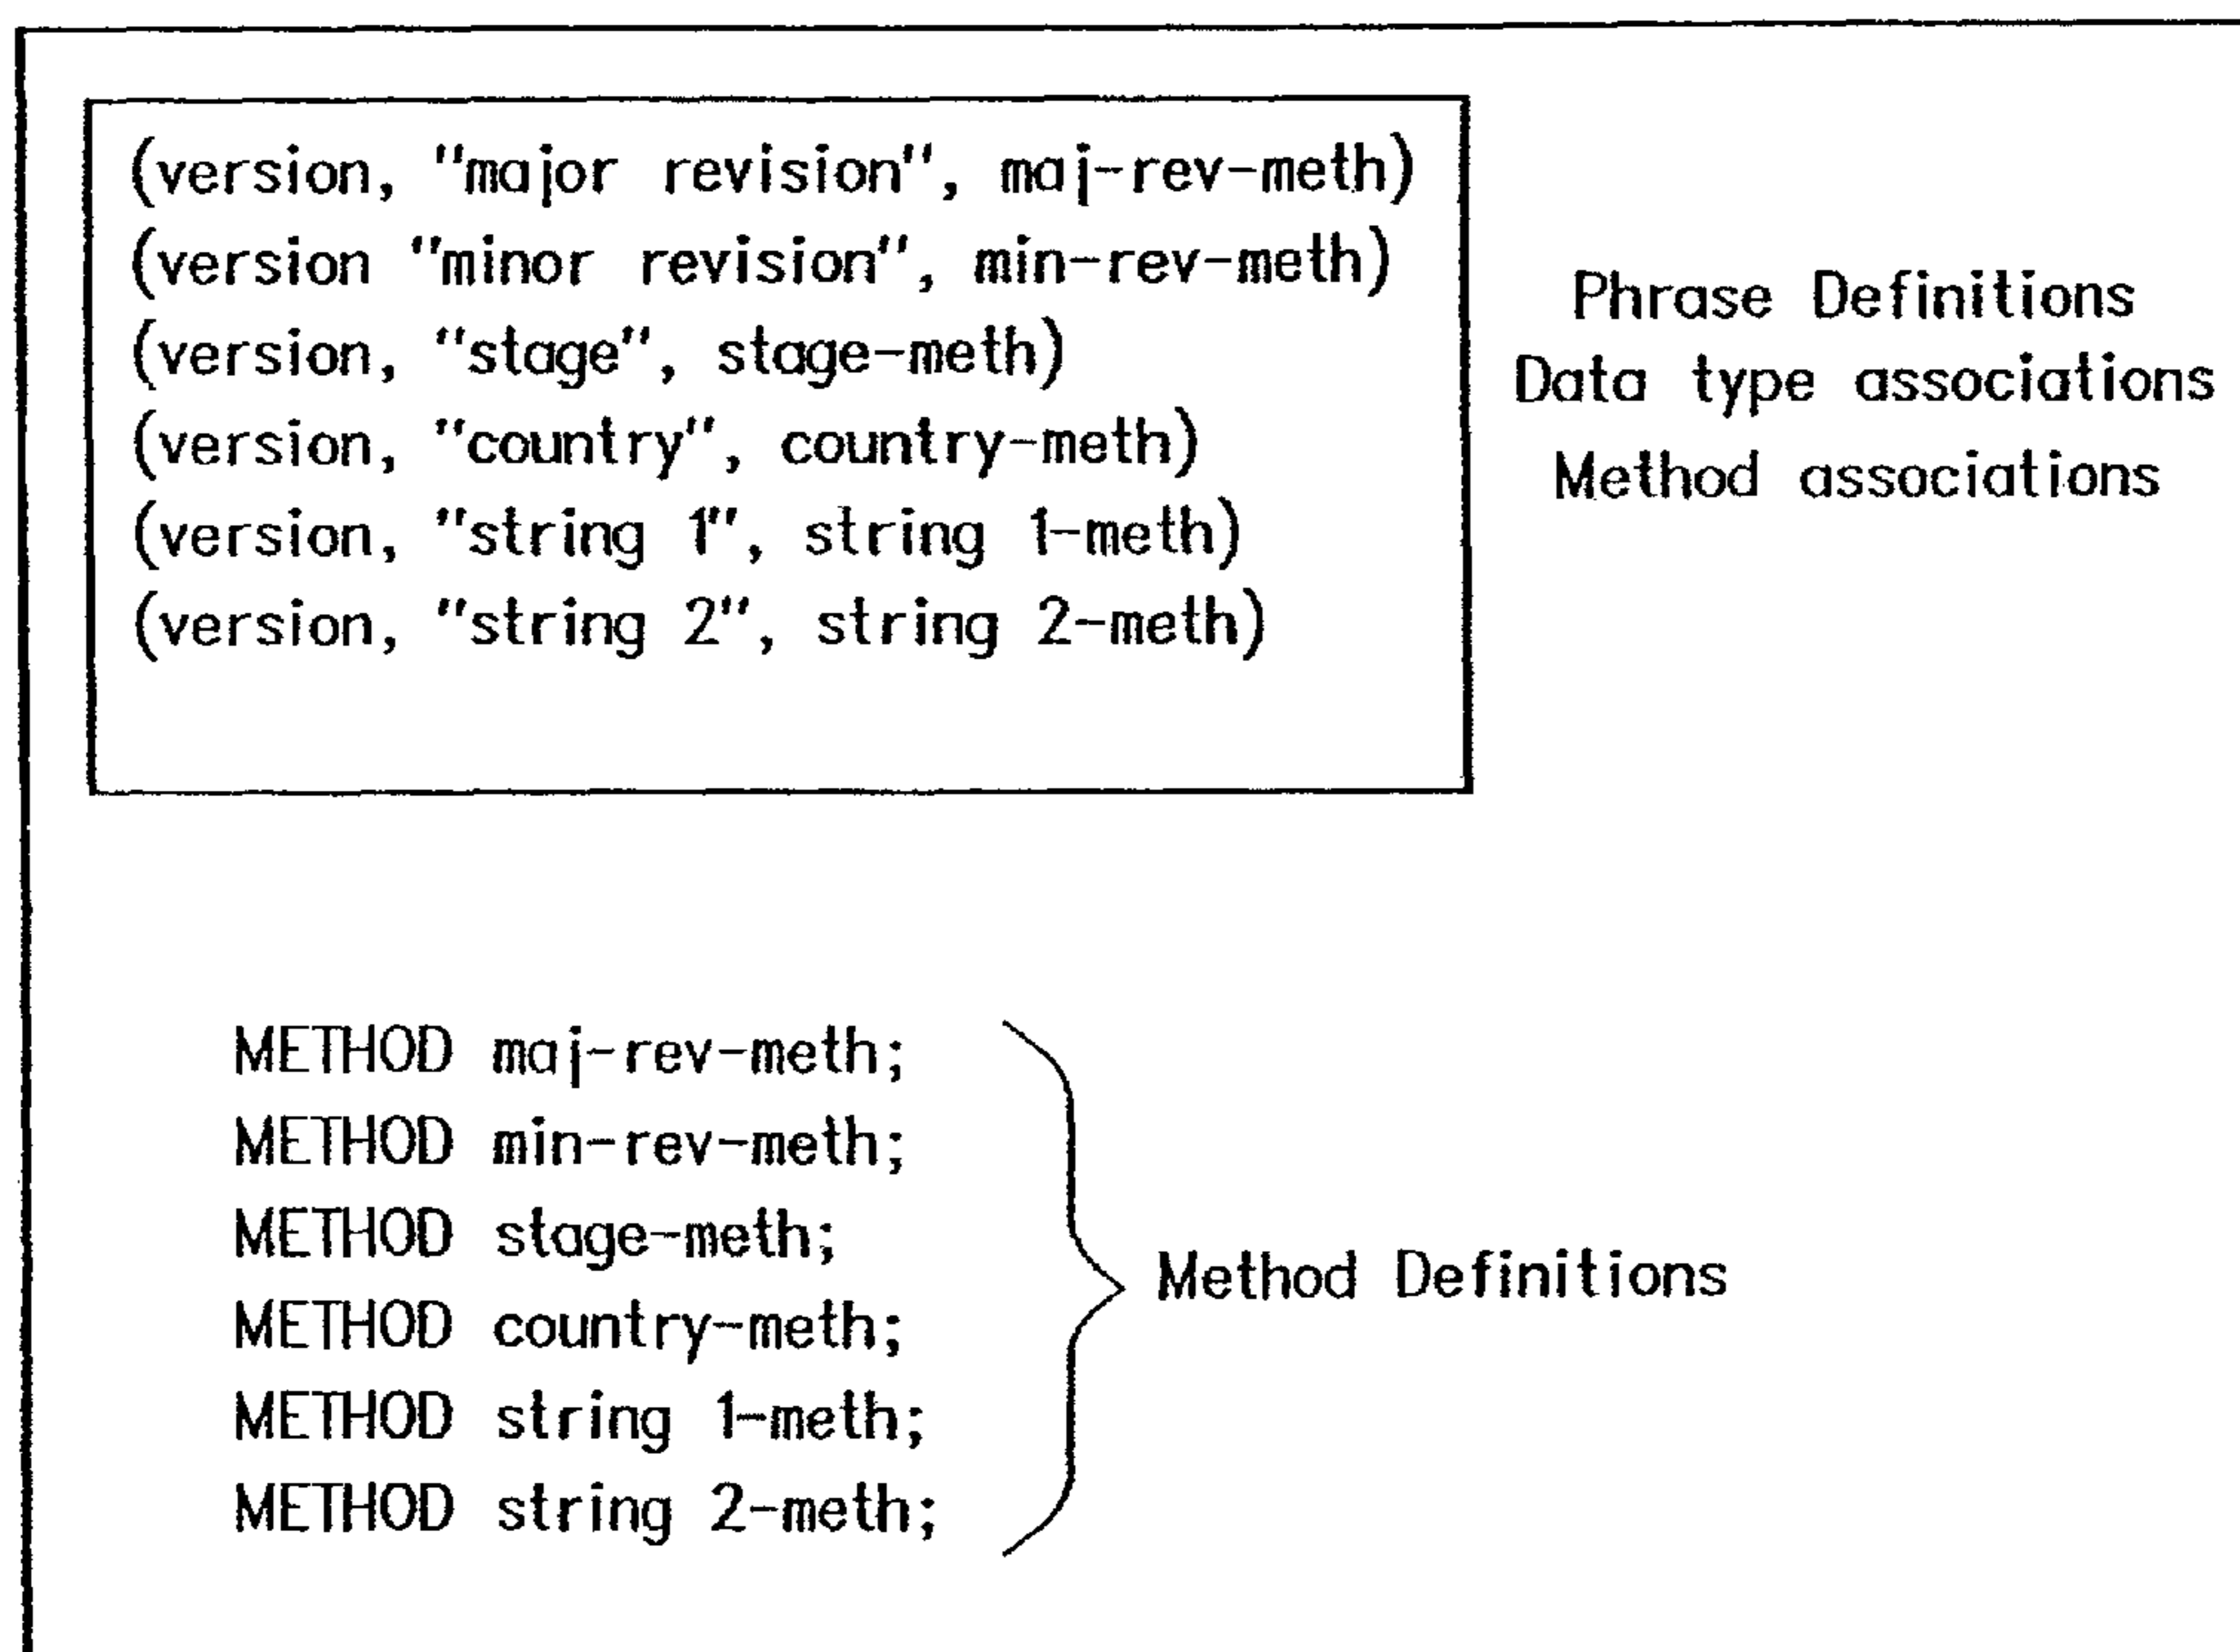 (version, "major revision", maj-rev-meth)
(version "minor revision", min-rev-meth)
(version, "stage", stage-meth)
(version, "country", country-meth)
(version, "string 1", string 1-meth)
(version, "string 2", string 2-meth)
Phrase Definitions
Data type associations
Method associations
METHOD maj-rev-meth;
METHOD min-rev-meth;
METHOD stage-meth;
METHOD country-meth;
METHOD string 1-meth;
METHOD string 2-meth;
Method Definitions